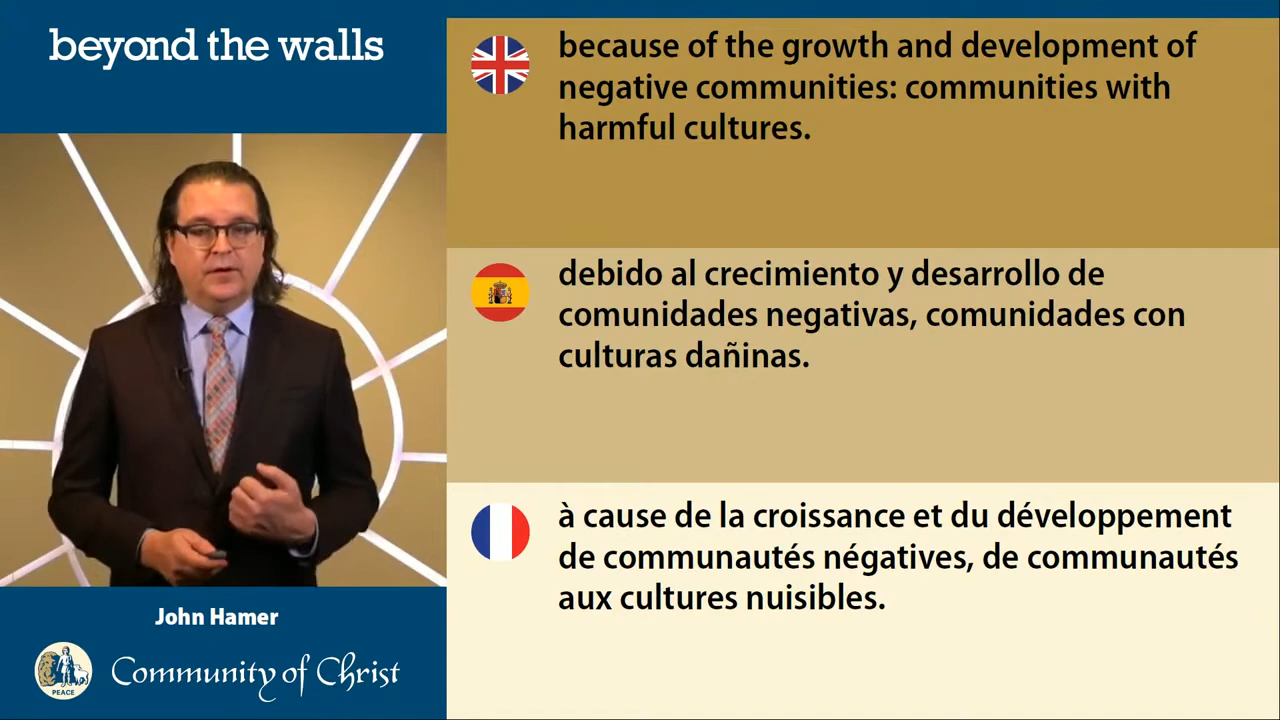 beyond the walls
because of the growth and development of
negative communities: communities with
harmful cultures.
debido al crecimiento y desarrollo de
comunidades negativas, comunidades con
culturas dañinas.
à cause de la croissance et du développement
de communautés négatives, de communautés
aux cultures nuisibles.
John Hamer
PEACE
Community of Christ